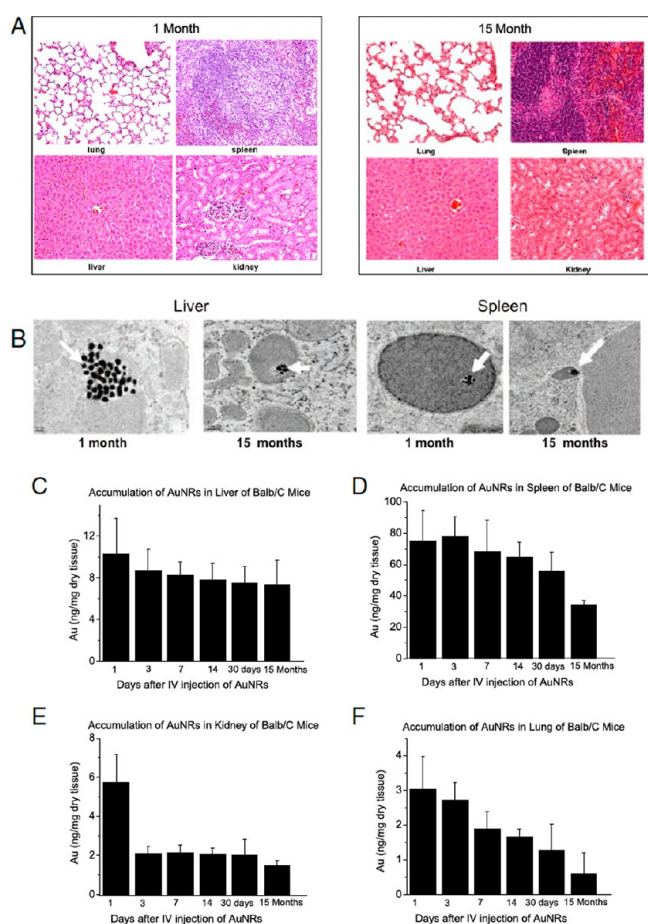 A
1 Month
15 Month
lung
spleen
Lung
Spleen
liver
kidney
Liver
Kidney
Liver
Spleen
B
1 month
15 months
1 month
15 months
C
Accumulation of AuNRs in Liver of Balb/C Mice
Au (ng/mg dry tissue)
12
9
6
3
0
1 3 7 14 30 days 15 Months
Days after IV injection of AuNRs
D
Accumulation of AuNRs in Spleen of Balb/C Mice
Au (ng/mg dry tissue)
100
80
60
40
20
0
1 3 7 14 30 days 15 Months
Days after IV injection of AuNRs
E
Accumulation of AuNRs in Kidney of Balb/C Mice
Au (ng/mg dry tissue)
8
6
4
2
0
1 3 7 14 30 days 15 Months
Days after IV injection of AuNRs
F
Accumulation of AuNRs in Lung of Balb/C Mice
Au (ng/mg dry tissue)
4
3
2
1
0
1 3 7 14 30 days 15 Months
Days after IV injection of AuNRs